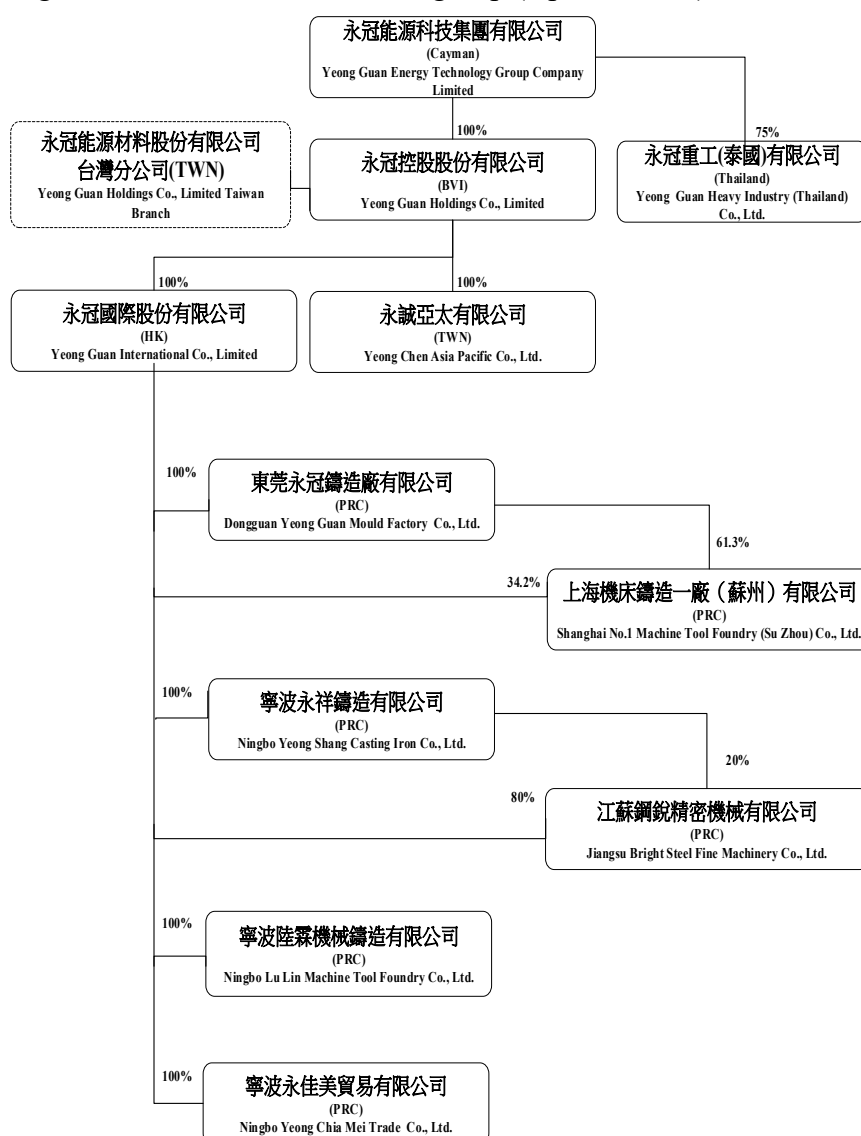 永冠能源科技集團有限公司
(Cayman)
Yeong Guan Energy Technology Group Company
Limited
100%
75%
永冠能源材料股份有限公司
台灣分公司(TWN)
Yeong Guan Holdings Co., Limited Taiwan
Branch
永冠控股股份有限公司
(BVI)
Yeong Guan Holdings Co., Limited
永冠重工(泰國)有限公司
(Thailand)
Yeong Guan Heavy Industry (Thailand)
Co., Ltd.
100%
100%
永冠國際股份有限公司
(HK)
Yeong Guan International Co., Limited
永誠亞太有限公司
(TWN)
Yeong Chen Asia Pacific Co., Ltd.
100%
東莞永冠鑄造廠有限公司
(PRC)
Dongguan Yeong Guan Mould Factory Co., Ltd.
61.3%
34.2%
上海機床鑄造一廠（蘇州）有限公司
(PRC)
Shanghai No.1 Machine Tool Foundry (Su Zhou) Co., Ltd.
100%
寧波永祥鑄造有限公司
(PRC)
Ningbo Yeong Shang Casting Iron Co., Ltd.
20%
80%
江蘇鋼銳精密機械有限公司
(PRC)
Jiangsu Bright Steel Fine Machinery Co., Ltd.
100%
寧波陸霖機械鑄造有限公司
(PRC)
Ningbo Lu Lin Machine Tool Foundry Co., Ltd.
100%
寧波永佳美貿易有限公司
(PRC)
Ningbo Yeong Chia Mei Trade Co., Ltd.